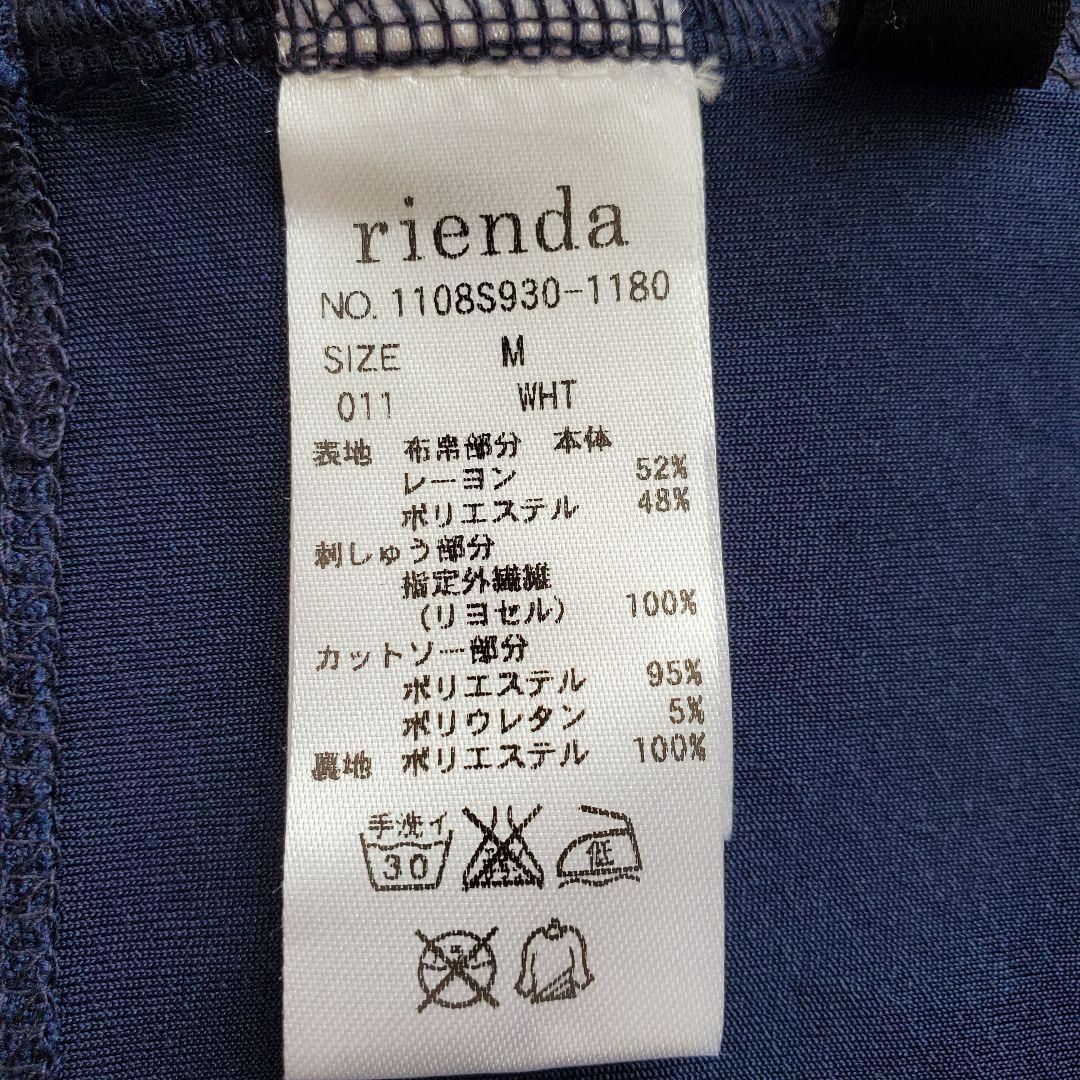 rienda
NO. 1108S930-1180
SIZE M
011 WHT
表地 布帛部分 本体
レーヨン 52%
ポリエステル 48%
刺しゅう部分
指定外繊維
(リヨセル) 100%
カットソー部分
ポリエステル 95%
ポリウレタン 5%
裏地 ポリエステル 100%
手洗イ
30
低